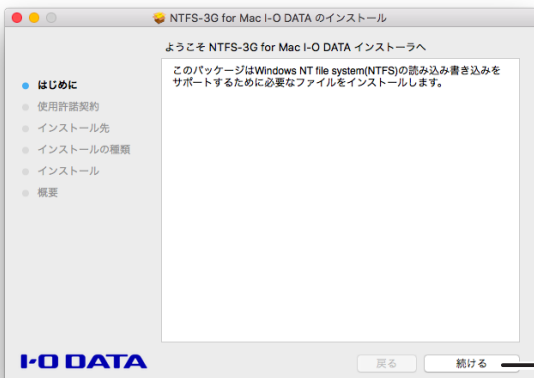 NTFS-3G for Mac I-O DATA のインストール
ようこそ NTFS-3G for Mac I-O DATA インストーラへ
このパッケージはWindows NT file system(NTFS)の読み込み書き込みを
サポートするために必要なファイルをインストールします。
はじめに
使用許諾契約
インストール先
インストールの種類
インストール
概要
I-O DATA
戻る
続ける